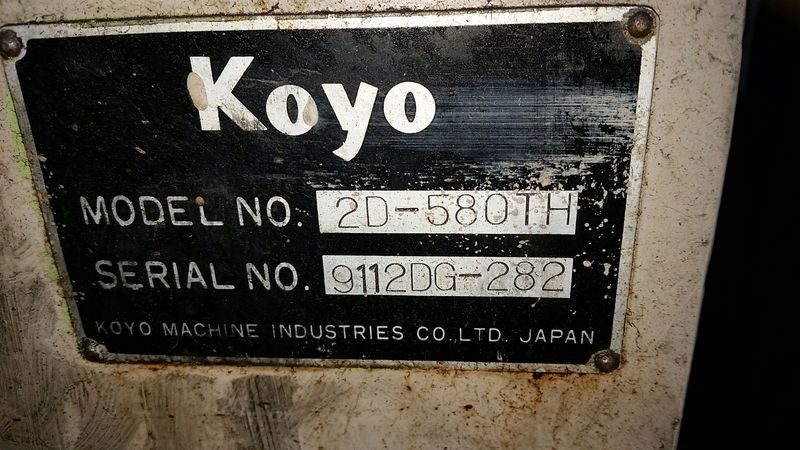 Koyo
MODEL NO. 2D-580TH
SERIAL NO. 9112DG-282
KOYO MACHINE INDUSTRIES CO.,LTD. JAPAN